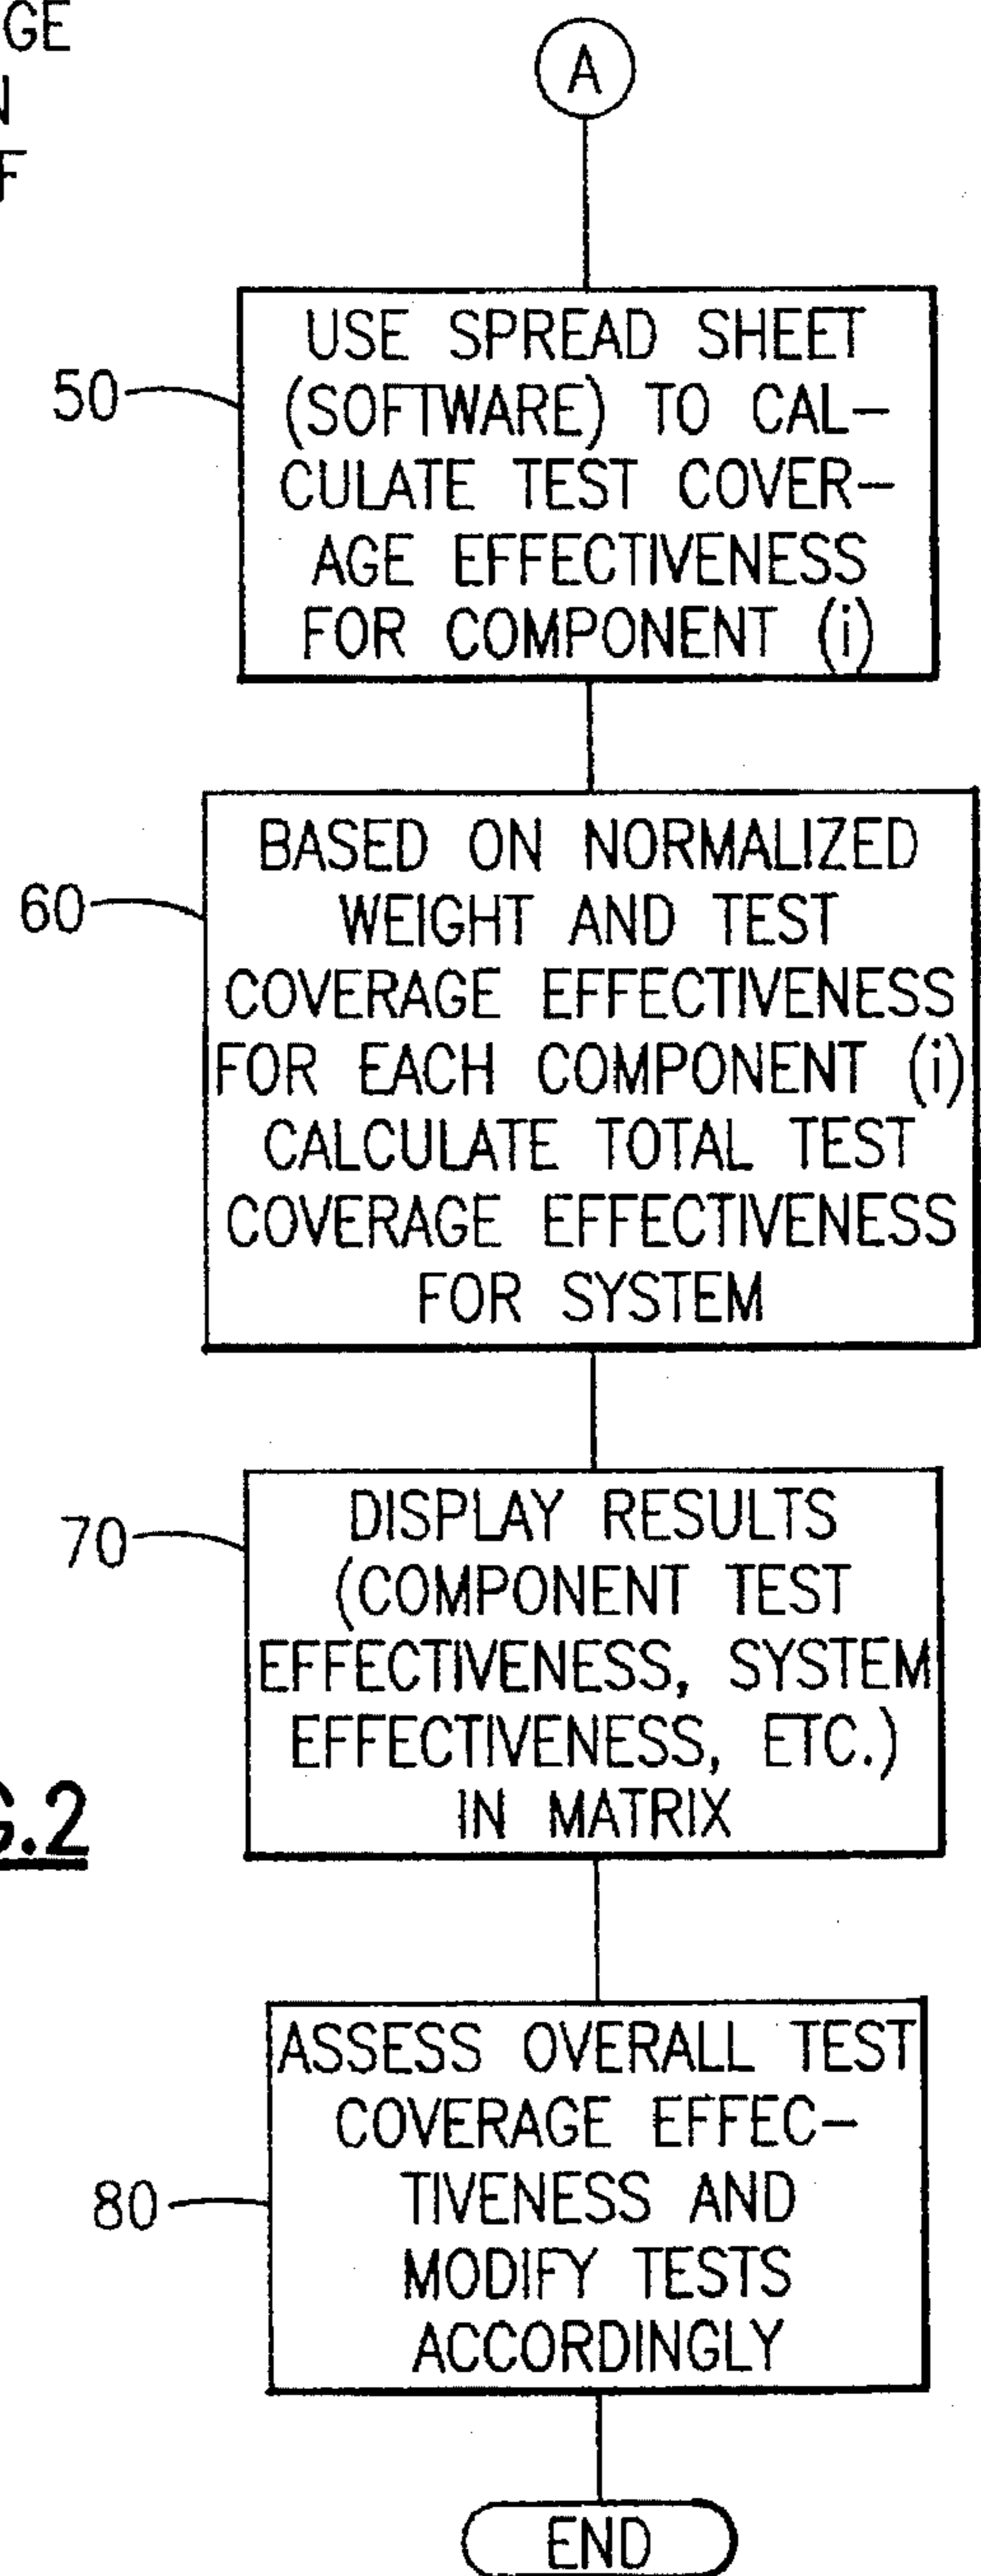 GE
N
F
A
50
USE SPREAD SHEET
(SOFTWARE) TO CAL-
CULATE TEST COVER-
AGE EFFECTIVENESS
FOR COMPONENT (i)
60
BASED ON NORMALIZED
WEIGHT AND TEST
COVERAGE EFFECTIVENESS
FOR EACH COMPONENT (i)
CALCULATE TOTAL TEST
COVERAGE EFFECTIVENESS
FOR SYSTEM
70
DISPLAY RESULTS
(COMPONENT TEST
EFFECTIVENESS, SYSTEM
EFFECTIVENESS, ETC.)
IN MATRIX
G.2
80
ASSESS OVERALL TEST
COVERAGE EFFEC-
TIVENESS AND
MODIFY TESTS
ACCORDINGLY
END